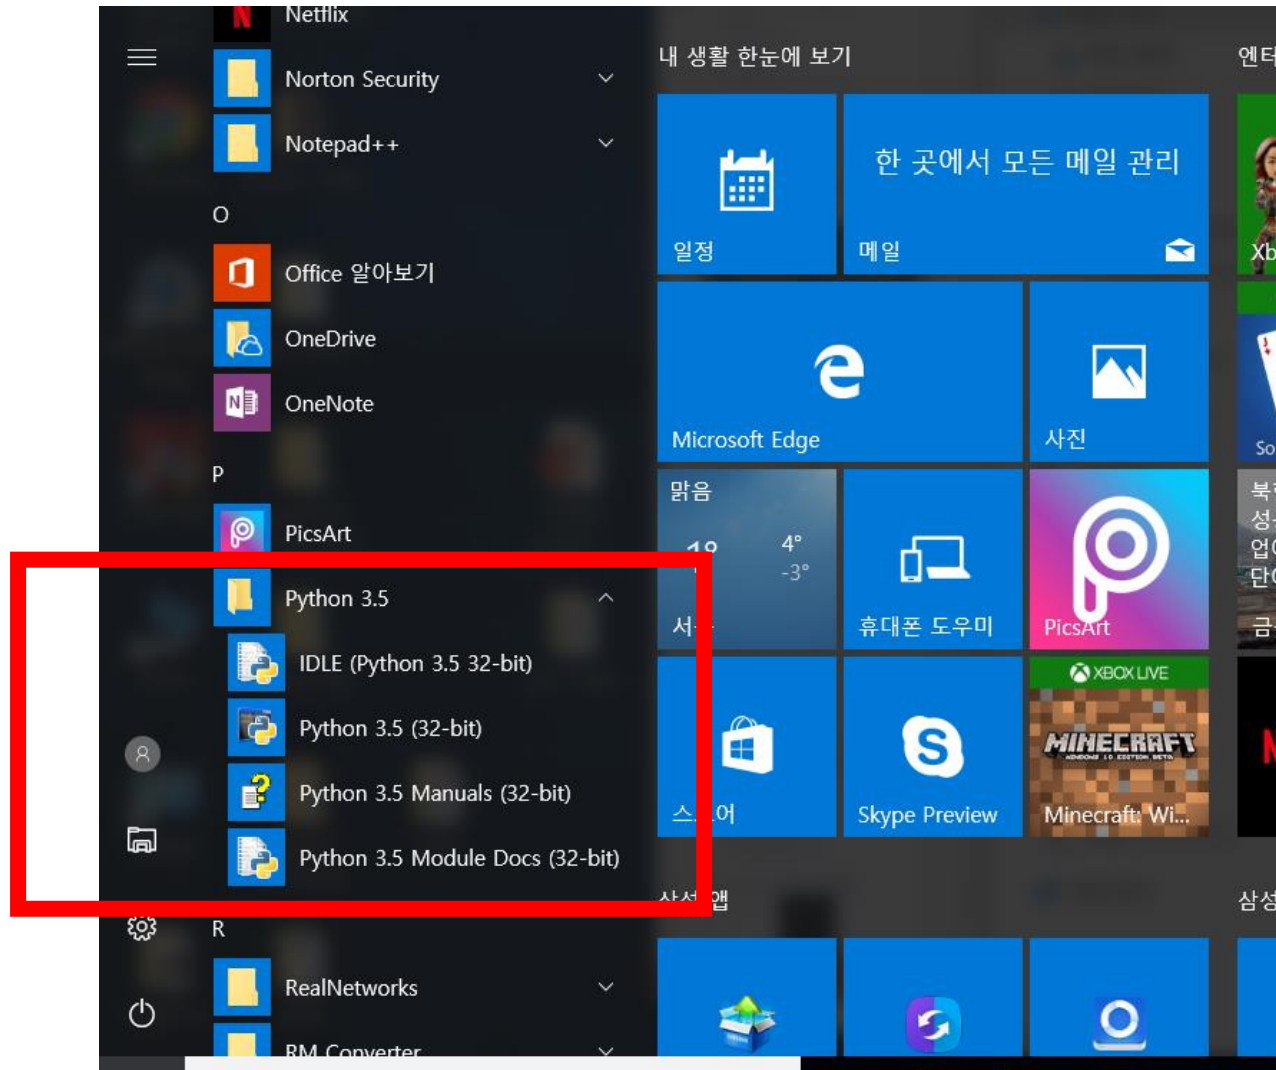 Netflix
Norton Security
Notepad++
O
Office 알아보기
OneDrive
OneNote
P
PicsArt
Python 3.5
IDLE (Python 3.5 32-bit)
Python 3.5 (32-bit)
Python 3.5 Manuals (32-bit)
Python 3.5 Module Docs (32-bit)
R
RealNetworks
RM Converter
내 생활 한눈에 보기
한 곳에서 모든 메일 관리
일정
메일
Microsoft Edge
사진
맑음
4°
-3°
휴대폰 도우미
PicsArt
XBOX LIVE
MINECRAFT
WINDOWS 10 EDITION BETA
Skype Preview
Minecraft: Wi...